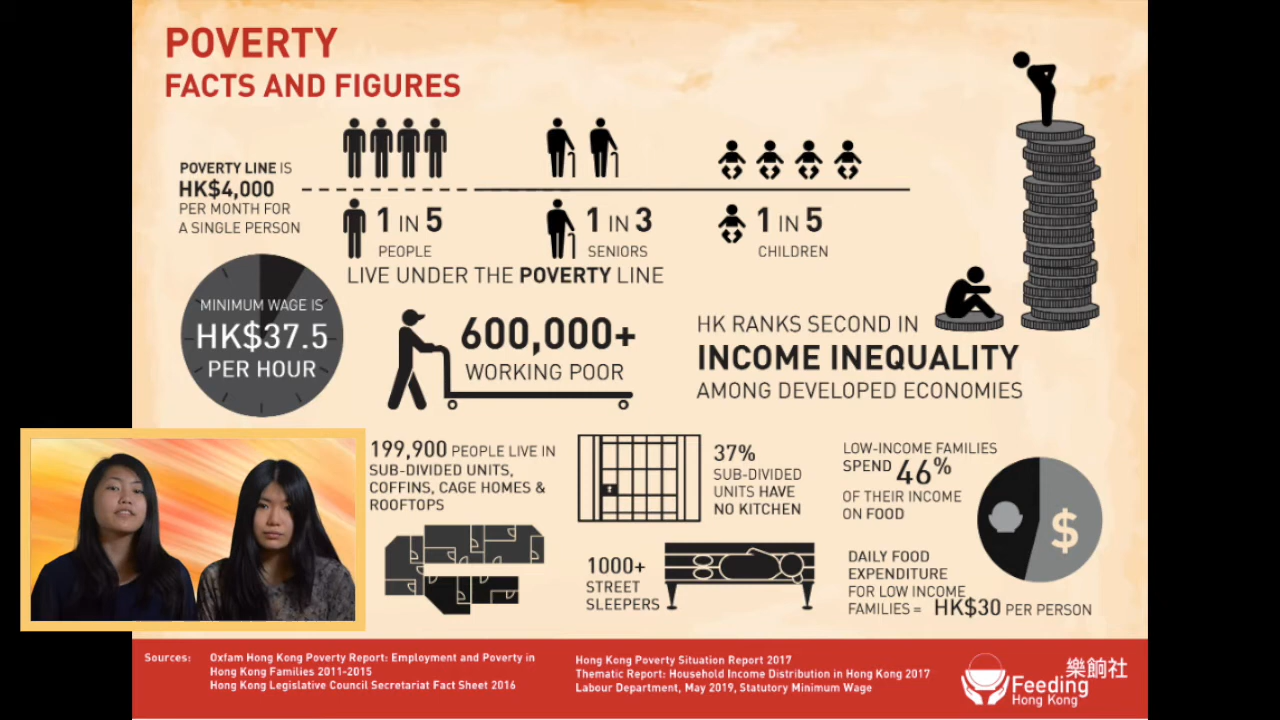 POVERTY
FACTS AND FIGURES
POVERTY LINE IS
HK$4,000
PER MONTH FOR
A SINGLE PERSON
1 IN 5
PEOPLE
1 IN 3
SENIORS
1 IN 5
CHILDREN
LIVE UNDER THE POVERTY LINE
MINIMUM WAGE IS
HK$37.5
PER HOUR
600,000+
WORKING POOR
HK RANKS SECOND IN
INCOME INEQUALITY
AMONG DEVELOPED ECONOMIES
199,900 PEOPLE LIVE IN
SUB-DIVIDED UNITS,
COFFINS, CAGE HOMES &
ROOFTOPS
37%
SUB-DIVIDED
UNITS HAVE
NO KITCHEN
1000+
STREET
SLEEPERS
LOW-INCOME FAMILIES
SPEND 46%
OF THEIR INCOME
ON FOOD
$
DAILY FOOD
EXPENDITURE
FOR LOW INCOME
FAMILIES = HK$30 PER PERSON
Sources:
Oxfam Hong Kong Poverty Report: Employment and Poverty in
Hong Kong Families 2011-2015
Hong Kong Legislative Council Secretariat Fact Sheet 2016
Hong Kong Poverty Situation Report 2017
Thematic Report: Household Income Distribution in Hong Kong 2017
Labour Department, May 2019, Statutory Minimum Wage
樂餉社
Feeding
Hong Kong